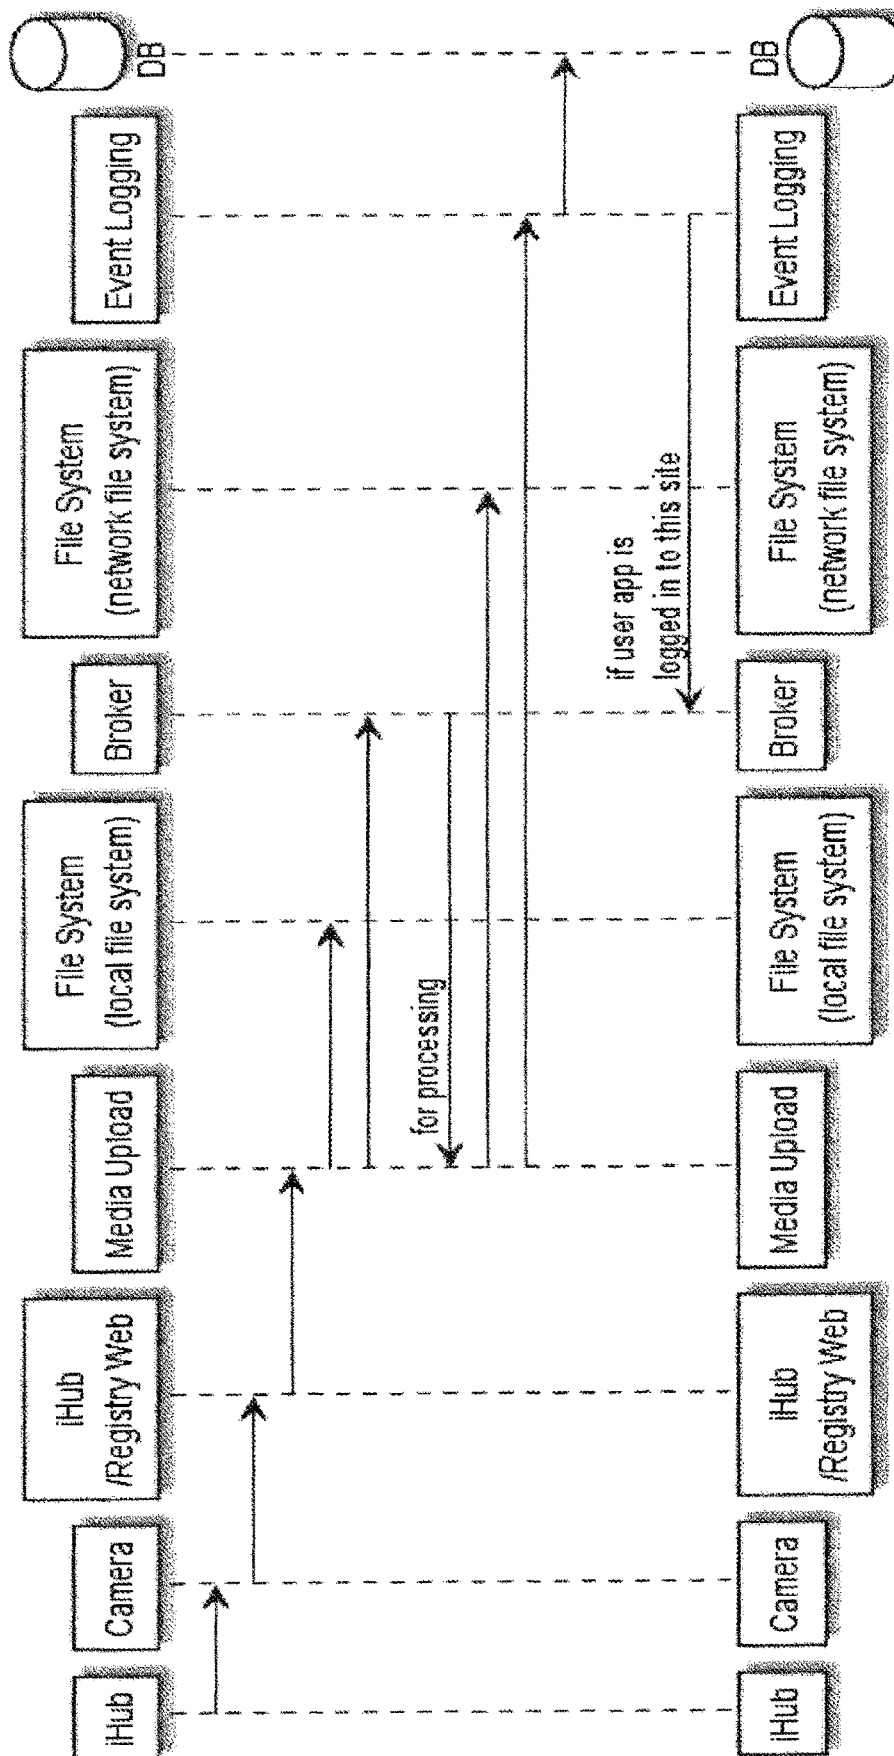 iHub
Camera
iHub
/Registry Web
Media Upload
File System
(local file system)
Broker
File System
(network file system)
Event Logging
DB
for processing
if user app is
logged in to this site
iHub
Camera
iHub
/Registry Web
Media Upload
File System
(local file system)
Broker
File System
(network file system)
Event Logging
DB